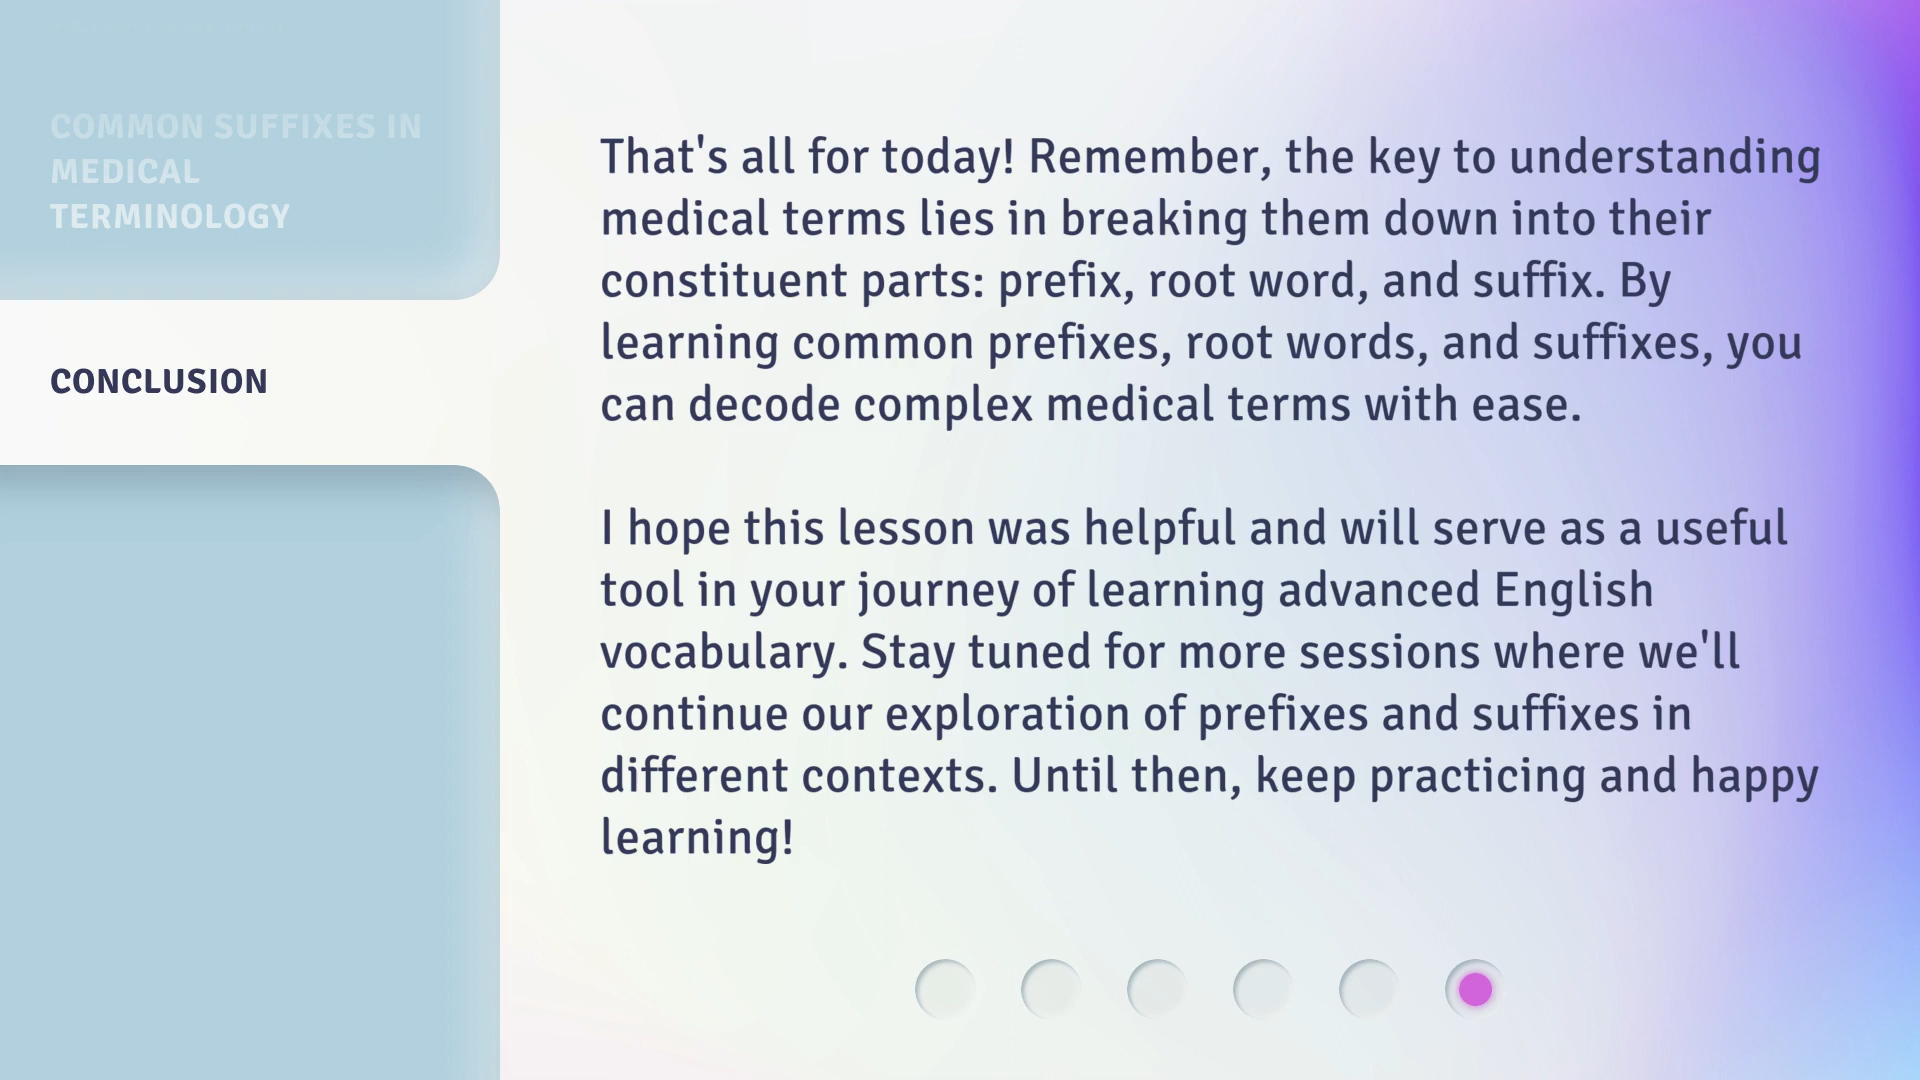 COMMON SUFFIXES IN
MEDICAL
TERMINOLOGY
CONCLUSION
That's all for today! Remember, the key to understanding
medical terms lies in breaking them down into their
constituent parts: prefix, root word, and suffix. By
learning common prefixes, root words, and suffixes, you
can decode complex medical terms with ease.
I hope this lesson was helpful and will serve as a useful
tool in your journey of learning advanced English
vocabulary. Stay tuned for more sessions where we'll
continue our exploration of prefixes and suffixes in
different contexts. Until then, keep practicing and happy
learning!